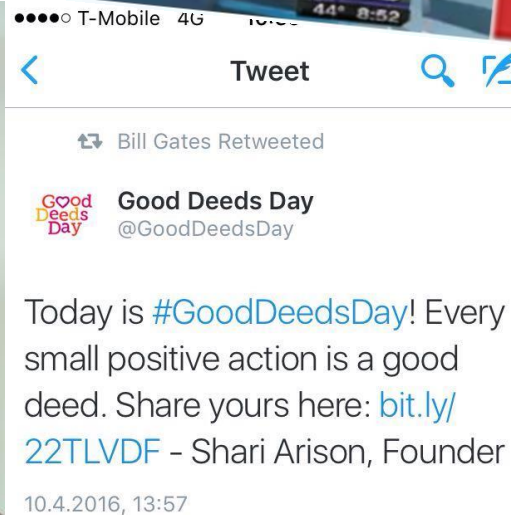 44° 8:52
T-Mobile 4G
Tweet
Bill Gates Retweeted
Good Deeds Day
Good Deeds Day
@GoodDeedsDay
Today is #GoodDeedsDay! Every
small positive action is a good
deed. Share yours here: bit.ly/
22TLVDF - Shari Arison, Founder
10.4.2016, 13:57